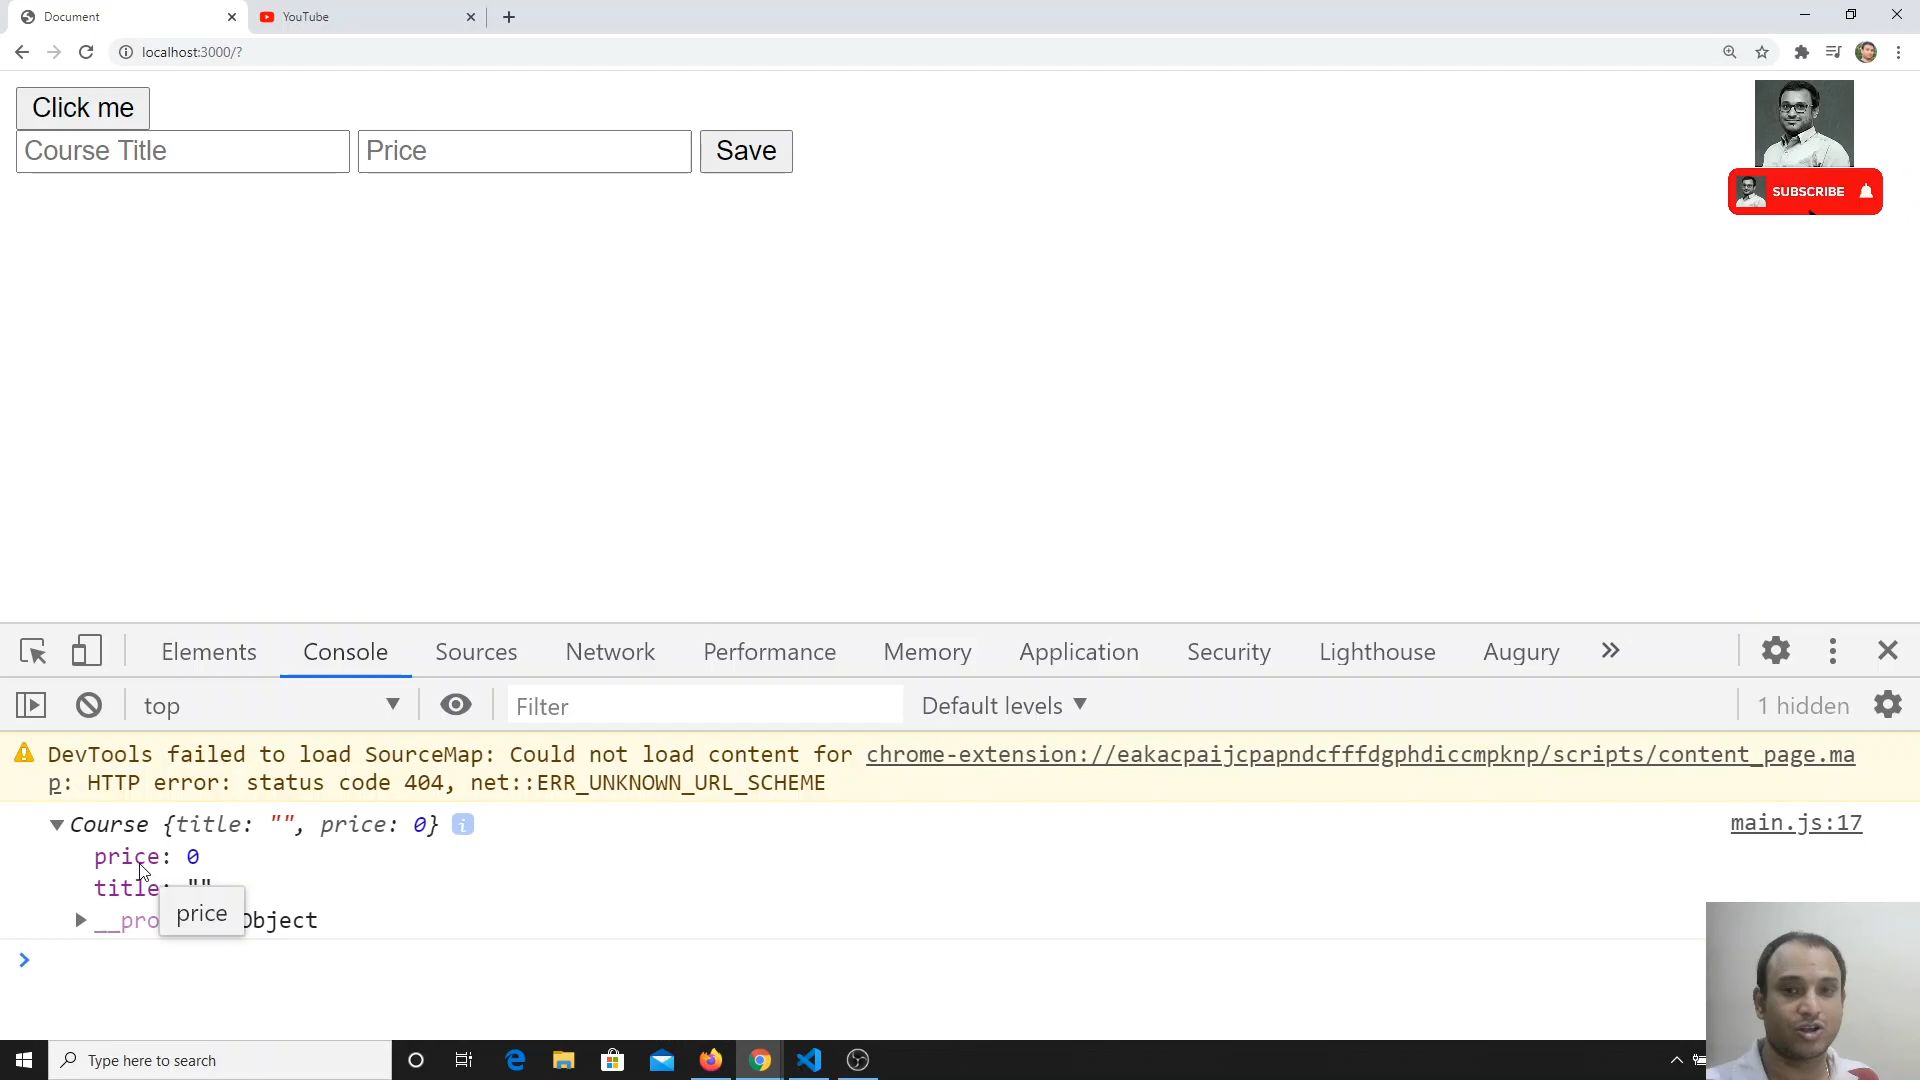 Document
YouTube
localhost:3000/?
Click me
Course Title
Price
Save
SUBSCRIBE
Elements
Console
Sources
Network
Performance
Memory
Application
Security
Lighthouse
Augury
top
Filter
Default levels
1 hidden
DevTools failed to load SourceMap: Could not load content for chrome-extension://eakacpaijcpapndcfffdgphdiccmpknp/scripts/content_page.ma
p: HTTP error: status code 404, net::ERR_UNKNOWN_URL_SCHEME
Course {title: "", price: 0}
main.js:17
price: 0
title: ""
price
__pro
Object
Type here to search